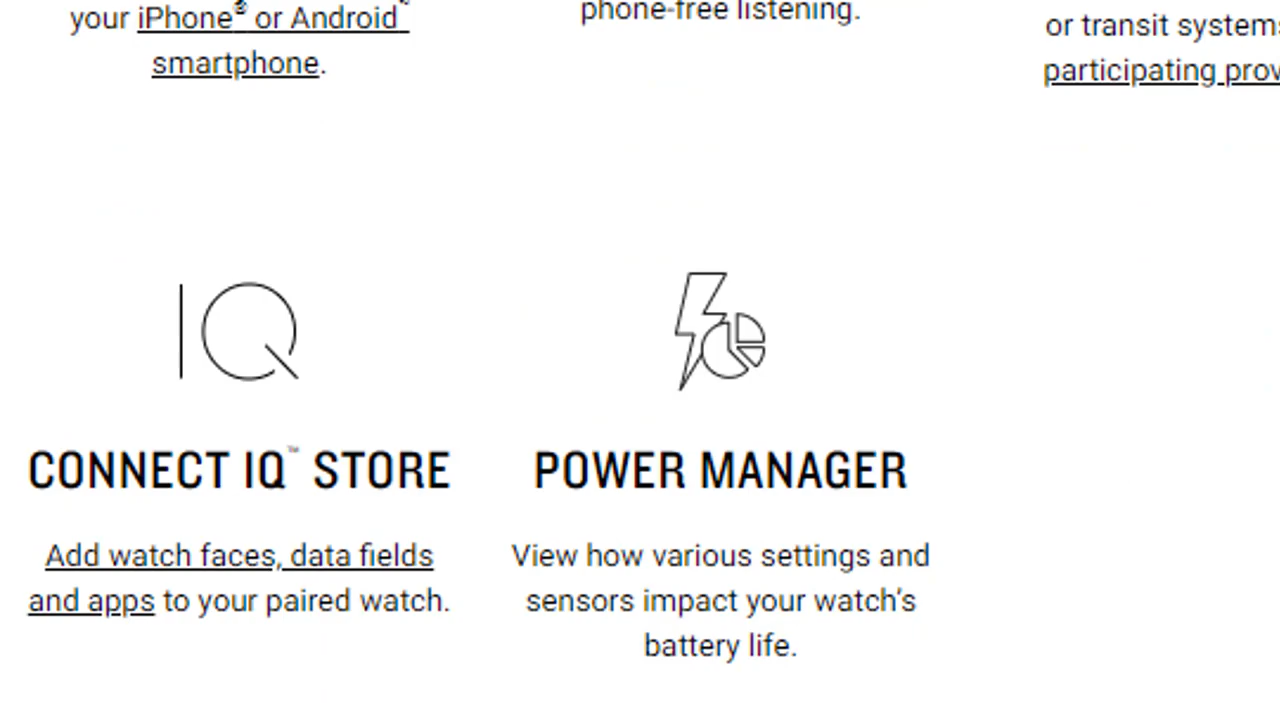 your iPhone® or Android™
smartphone.
phone-free listening.
or transit systems
participating prov
IQ
CONNECT IQ™ STORE
Add watch faces, data fields
and apps to your paired watch.
POWER MANAGER
View how various settings and
sensors impact your watch's
battery life.